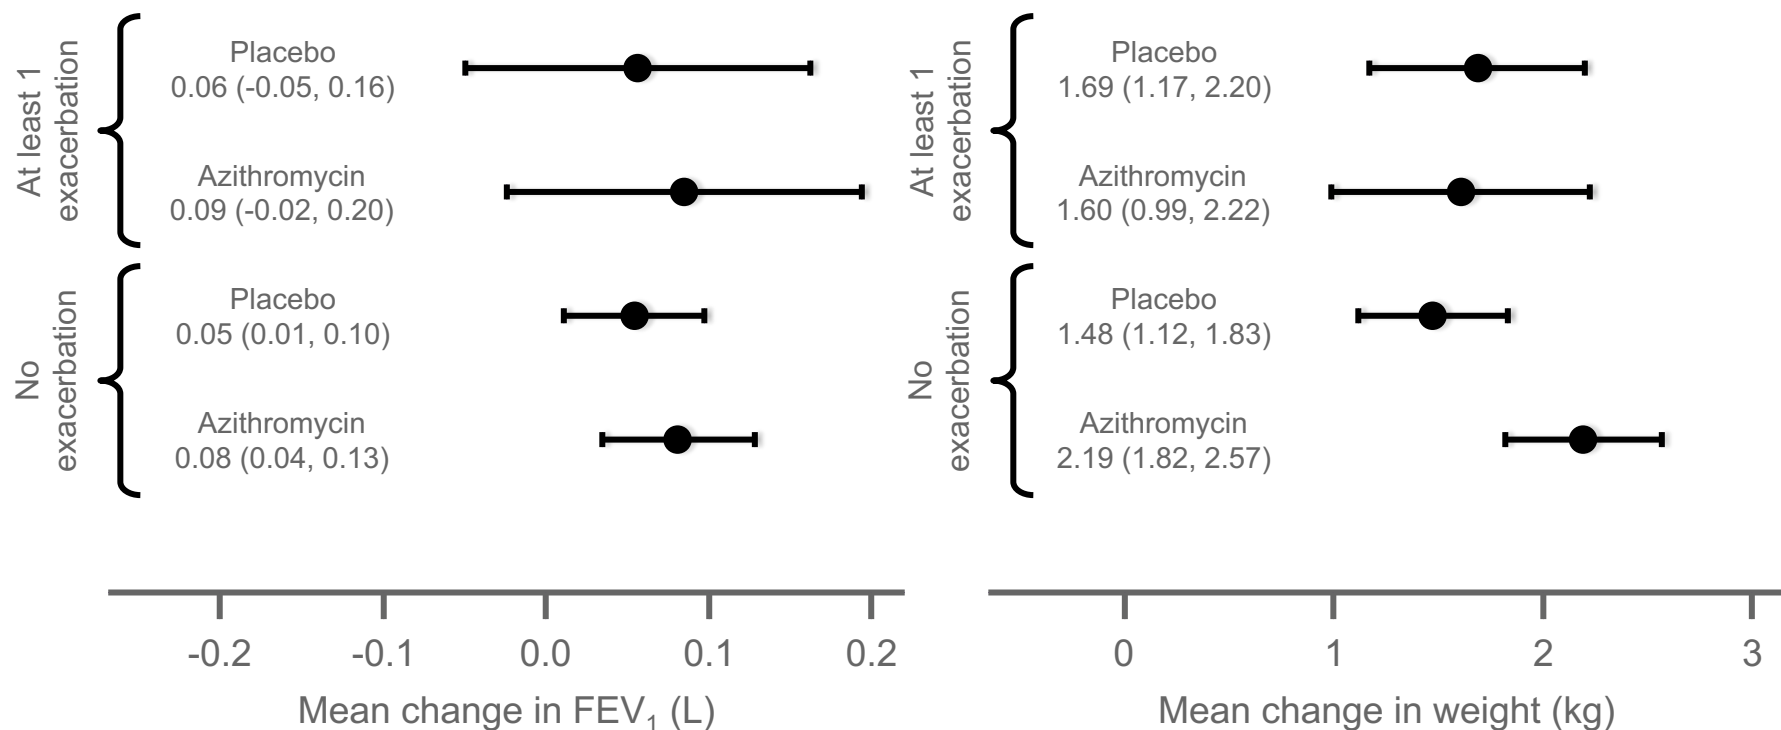 At least 1
exacerbation
Placebo
0.06 (-0.05, 0.16)
Azithromycin
0.09 (-0.02, 0.20)
No
exacerbation
Placebo
0.05 (0.01, 0.10)
Azithromycin
0.08 (0.04, 0.13)
-0.2 -0.1 0.0 0.1 0.2
Mean change in FEV₁ (L)
At least 1
exacerbation
Placebo
1.69 (1.17, 2.20)
Azithromycin
1.60 (0.99, 2.22)
No
exacerbation
Placebo
1.48 (1.12, 1.83)
Azithromycin
2.19 (1.82, 2.57)
0 1 2 3
Mean change in weight (kg)